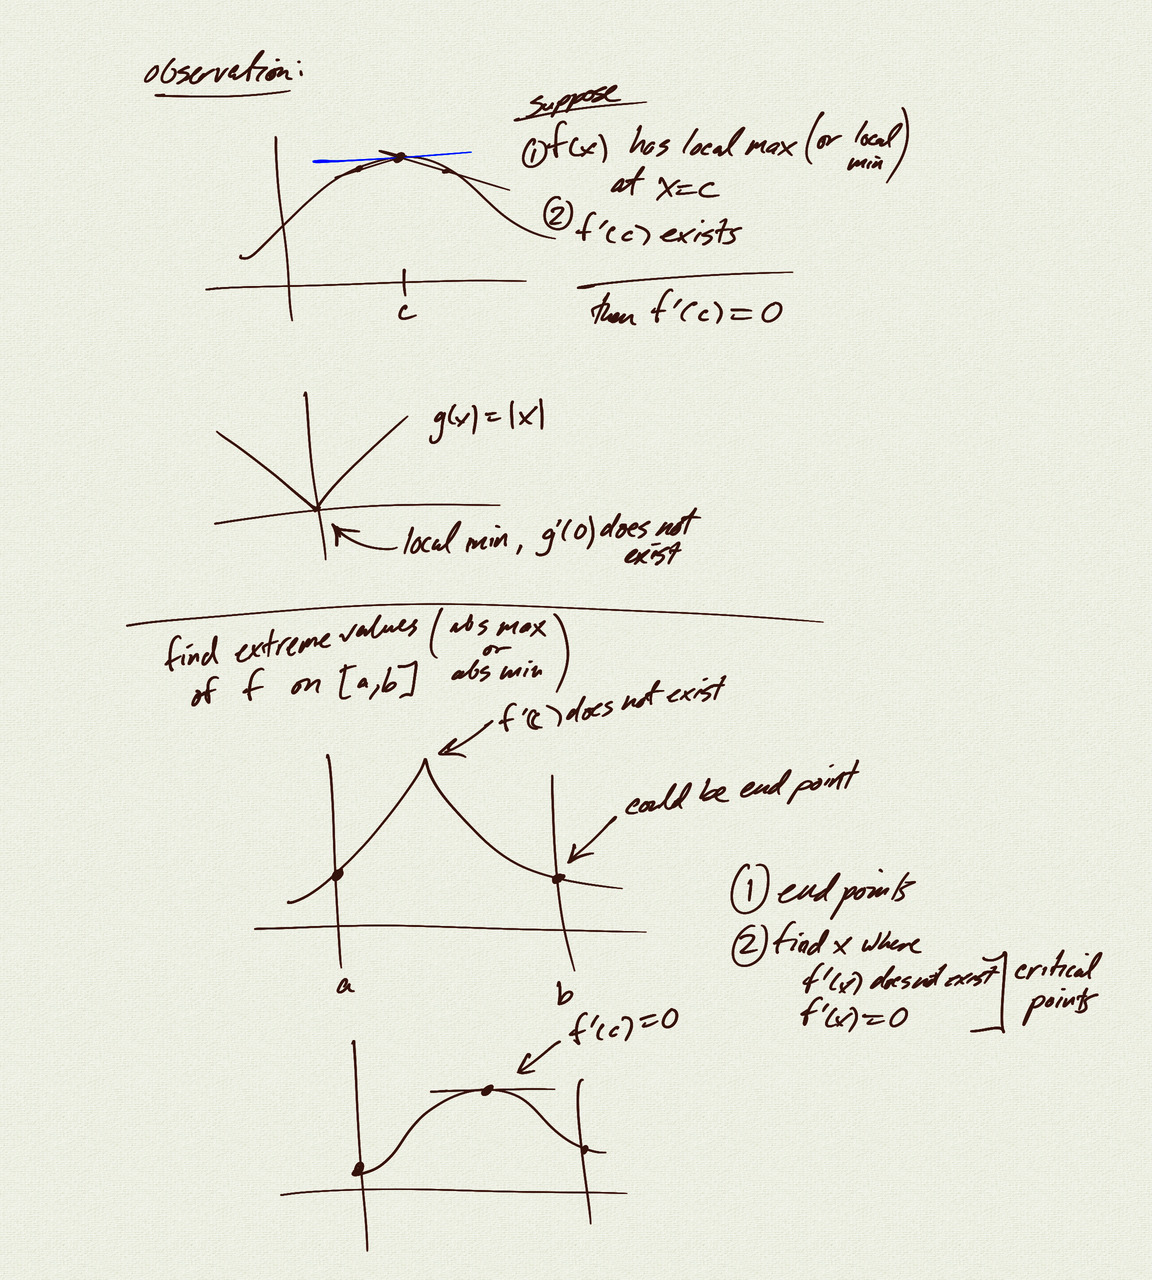 observation:
suppose
① f(x) has local max (or local min)
at x=c
② f'(c) exists
then f'(c) = 0
c
g(x) = |x|
local min, g'(0) does not exist
find extreme values (abs max or abs min)
of f on [a,b]
f'(c) does not exist
could be end point
a
b
① end points
② find x where
f'(x) does not exist
f'(x) = 0
critical
points
f'(c) = 0